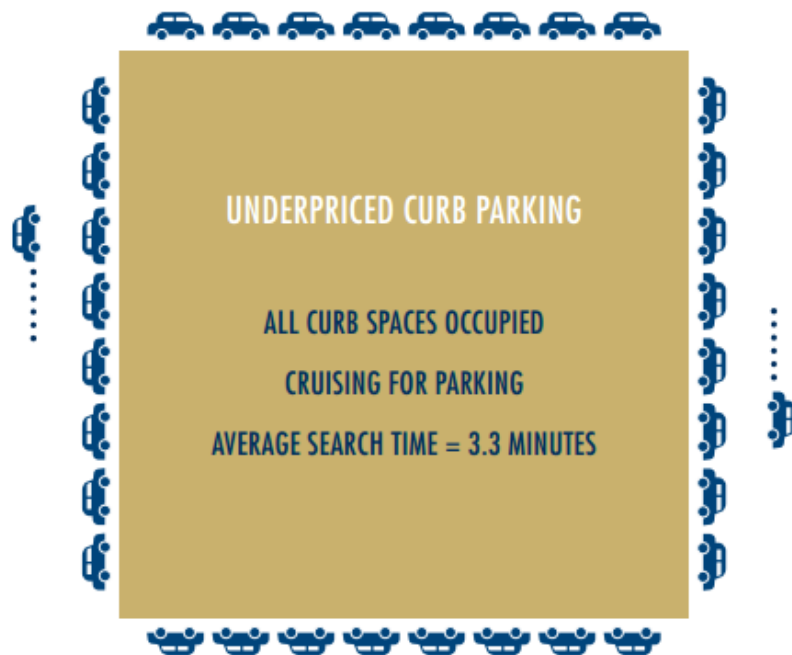 UNDERPRICED CURB PARKING
ALL CURB SPACES OCCUPIED
CRUISING FOR PARKING
AVERAGE SEARCH TIME = 3.3 MINUTES